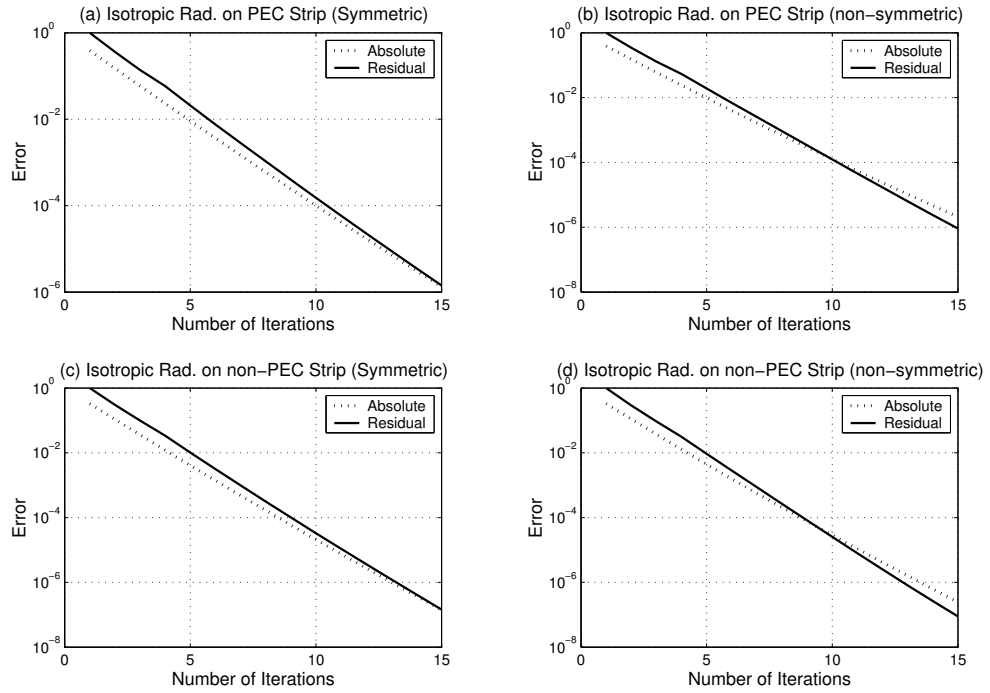 (a) Isotropic Rad. on PEC Strip (Symmetric)
10^0
10^−2
10^−4
10^−6
Error
Absolute
Residual
0 5 10 15
Number of Iterations
(b) Isotropic Rad. on PEC Strip (non−symmetric)
10^0
10^−2
10^−4
10^−6
10^−8
Error
Absolute
Residual
0 5 10 15
Number of Iterations
(c) Isotropic Rad. on non−PEC Strip (Symmetric)
10^0
10^−2
10^−4
10^−6
10^−8
Error
Absolute
Residual
0 5 10 15
Number of Iterations
(d) Isotropic Rad. on non−PEC Strip (non−symmetric)
10^0
10^−2
10^−4
10^−6
10^−8
Error
Absolute
Residual
0 5 10 15
Number of Iterations